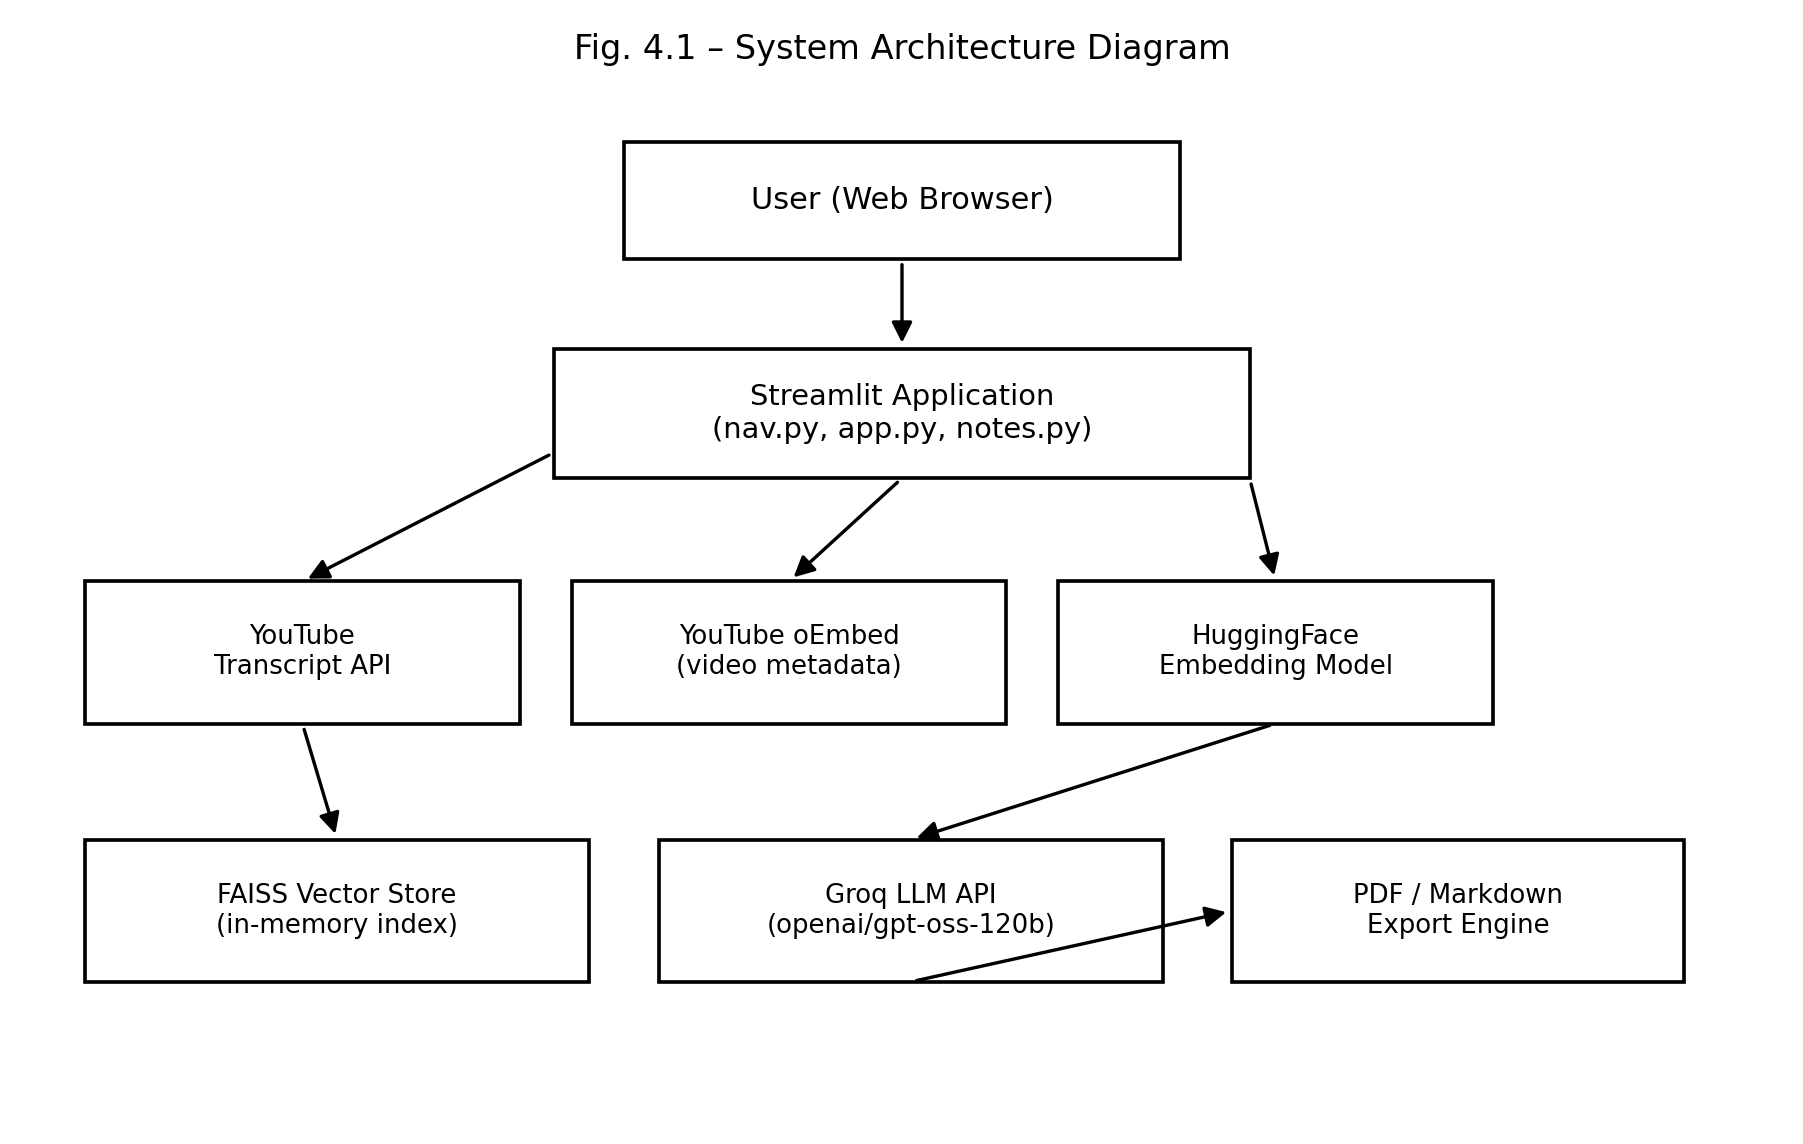 Fig. 4.1 – System Architecture Diagram
User (Web Browser)
Streamlit Application
(nav.py, app.py, notes.py)
YouTube
Transcript API
YouTube oEmbed
(video metadata)
HuggingFace
Embedding Model
FAISS Vector Store
(in-memory index)
Groq LLM API
(openai/gpt-oss-120b)
PDF / Markdown
Export Engine